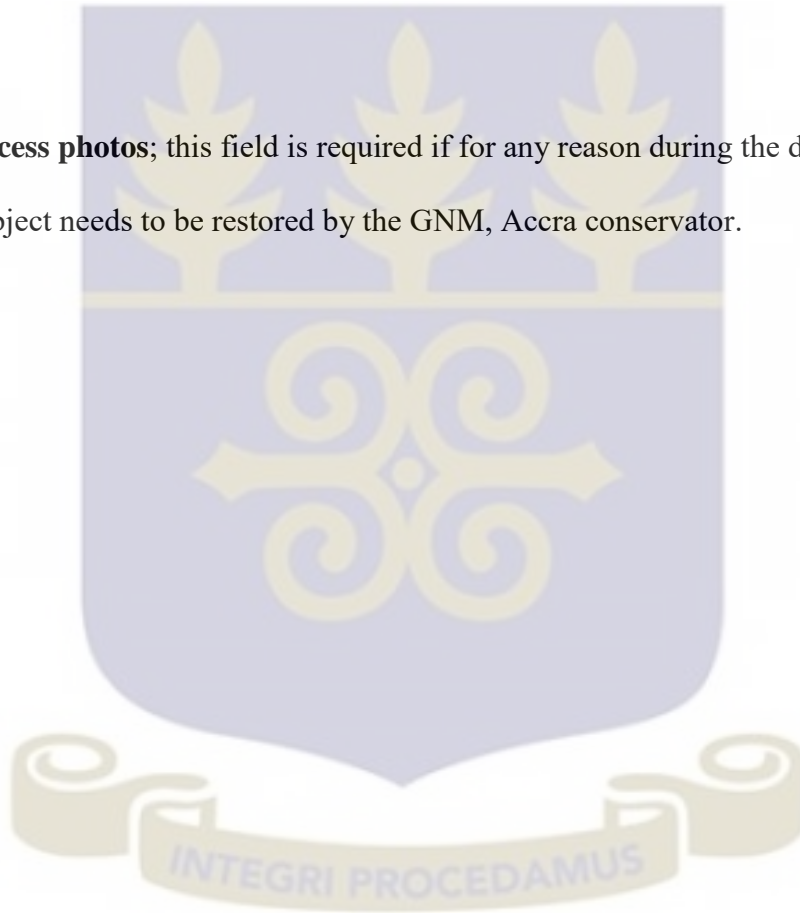 cess photos; this field is required if for any reason during the d
ject needs to be restored by the GNM, Accra conservator.
INTEGRI PROCEDAMUS